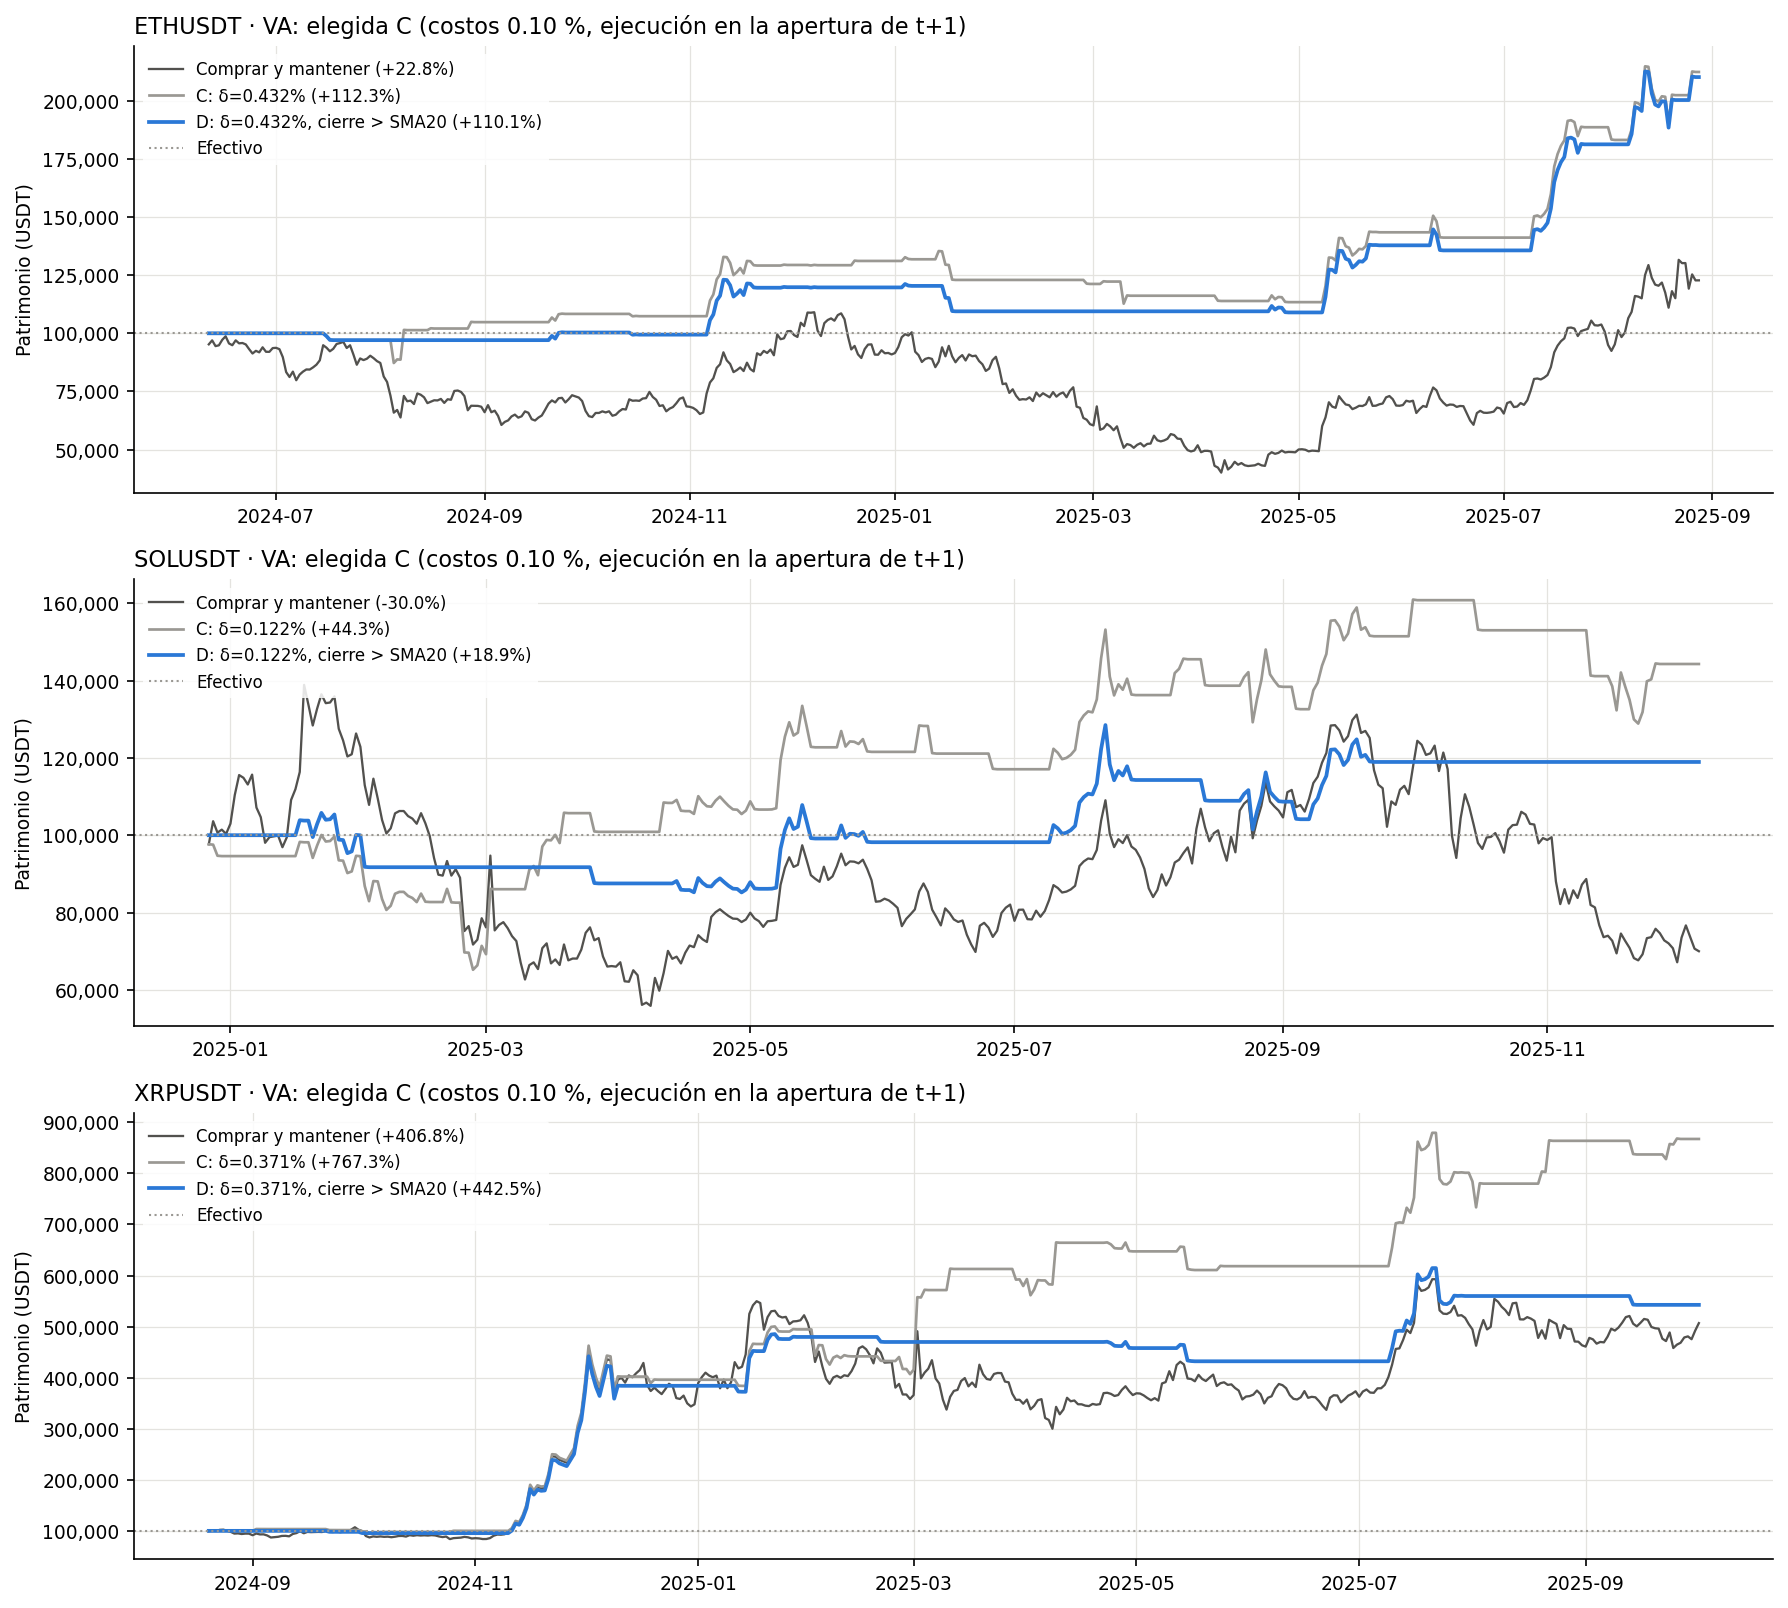 ETHUSDT · VA: elegida C (costos 0.10 %, ejecución en la apertura de t+1)
Comprar y mantener (+22.8%)
C: δ=0.432% (+112.3%)
D: δ=0.432%, cierre > SMA20 (+110.1%)
Efectivo
Patrimonio (USDT)
200,000
175,000
150,000
125,000
100,000
75,000
50,000
2024-07 2024-09 2024-11 2025-01 2025-03 2025-05 2025-07 2025-09
SOLUSDT · VA: elegida C (costos 0.10 %, ejecución en la apertura de t+1)
Comprar y mantener (-30.0%)
C: δ=0.122% (+44.3%)
D: δ=0.122%, cierre > SMA20 (+18.9%)
Efectivo
Patrimonio (USDT)
160,000
140,000
120,000
100,000
80,000
60,000
2025-01 2025-03 2025-05 2025-07 2025-09 2025-11
XRPUSDT · VA: elegida C (costos 0.10 %, ejecución en la apertura de t+1)
Comprar y mantener (+406.8%)
C: δ=0.371% (+767.3%)
D: δ=0.371%, cierre > SMA20 (+442.5%)
Efectivo
Patrimonio (USDT)
900,000
800,000
700,000
600,000
500,000
400,000
300,000
200,000
100,000
2024-09 2024-11 2025-01 2025-03 2025-05 2025-07 2025-09